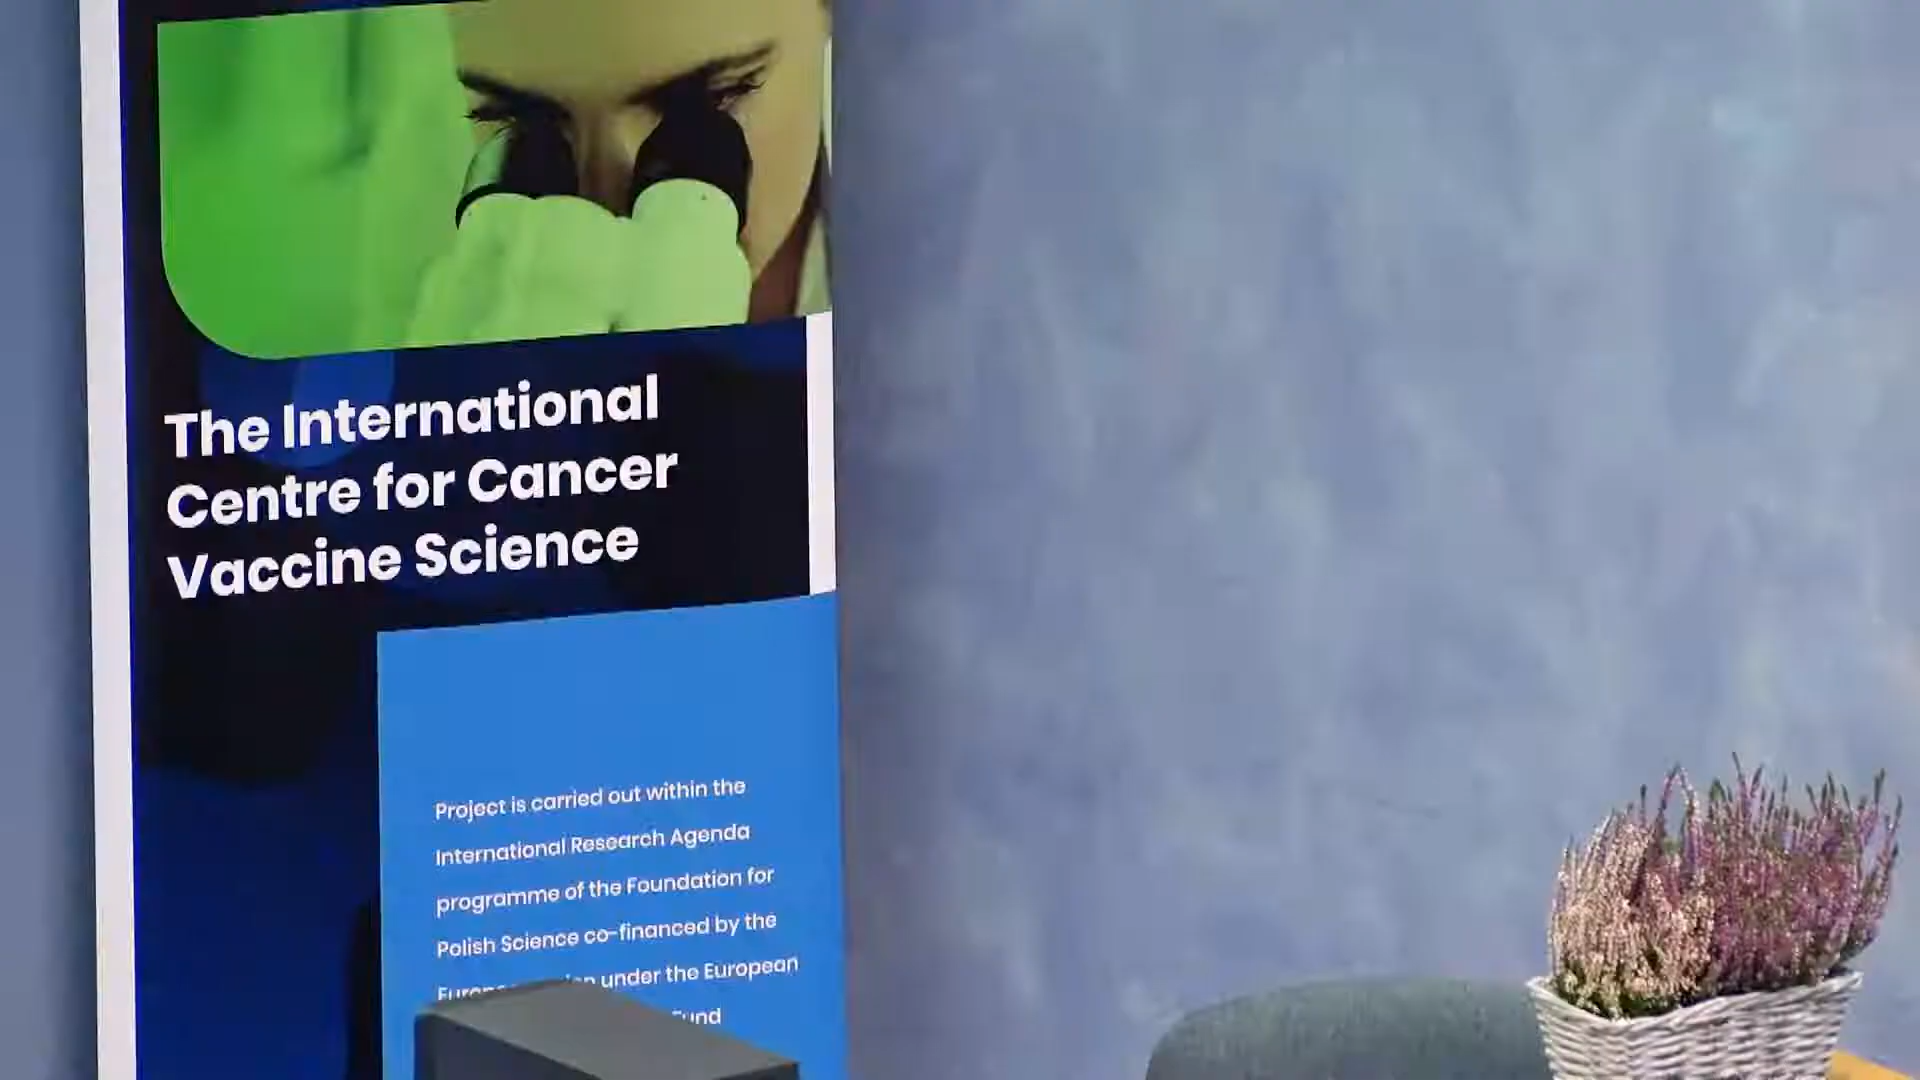 The International
Centre for Cancer
Vaccine Science
Project is carried out within the
International Research Agenda
programme of the Foundation for
Polish Science co-financed by the
under the European